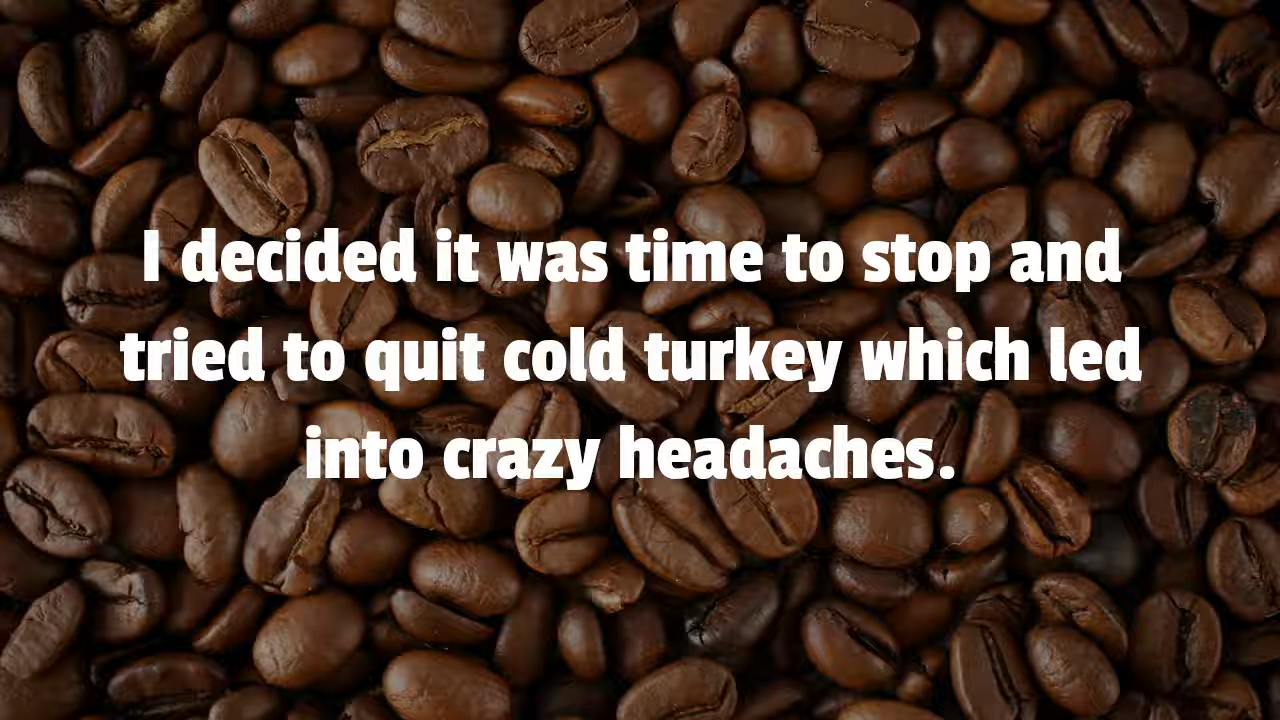 I decided it was time to stop and
tried to quit cold turkey which led
into crazy headaches.